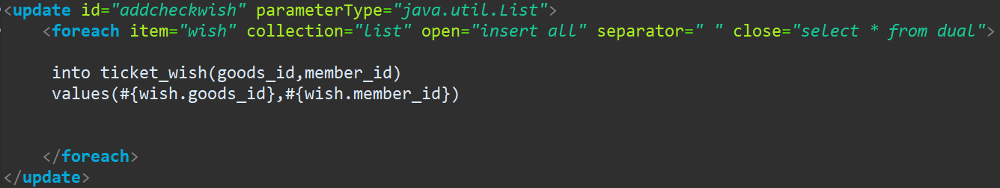 <update id="addcheckwish" parameterType="java.util.List">
<foreach item="wish" collection="list" open="insert all" separator=" " close="select * from dual">
into ticket_wish(goods_id,member_id)
values(#{wish.goods_id},#{wish.member_id})
</foreach>
</update>